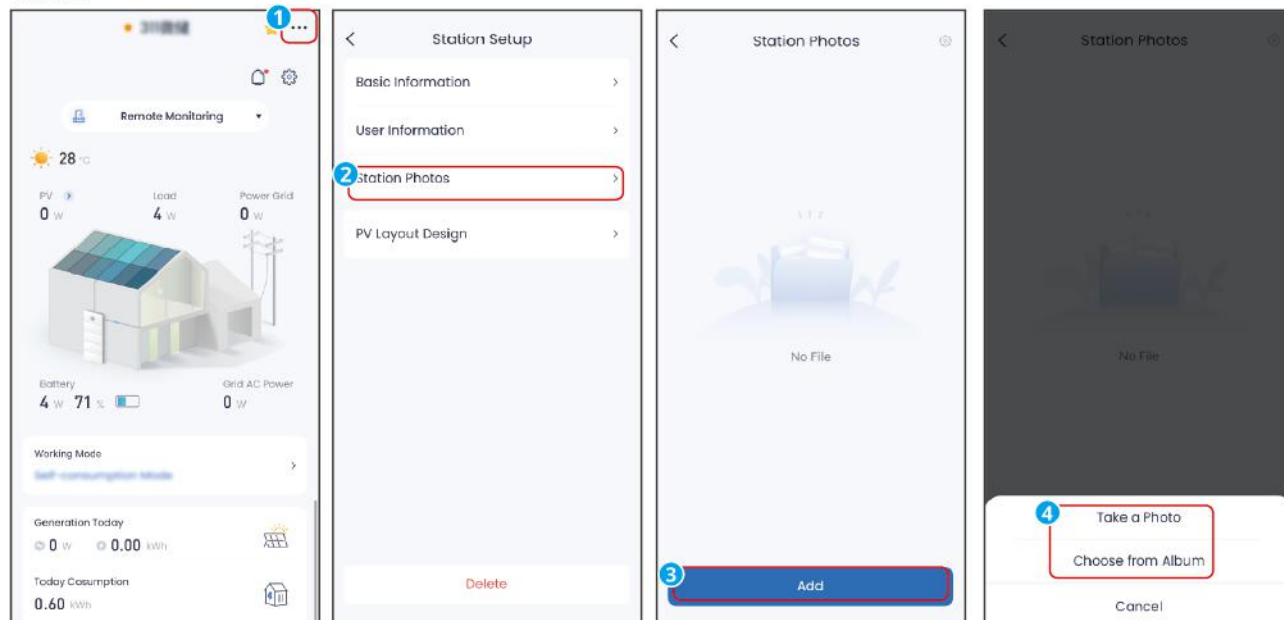 1
...
Remote Monitoring
28 °C
PV Load Power Grid
0 W 4 W 0 W
Battery Grid AC Power
4 W 71 % 0 W
Working Mode
Self-consumption Mode
Generation Today
0 W 0.00 kWh
Today Cosumption
0.60 kWh
Station Setup
Basic Information
User Information
2
Station Photos
PV Layout Design
Delete
Station Photos
No File
3
Add
Station Photos
No File
4
Take a Photo
Choose from Album
Cancel